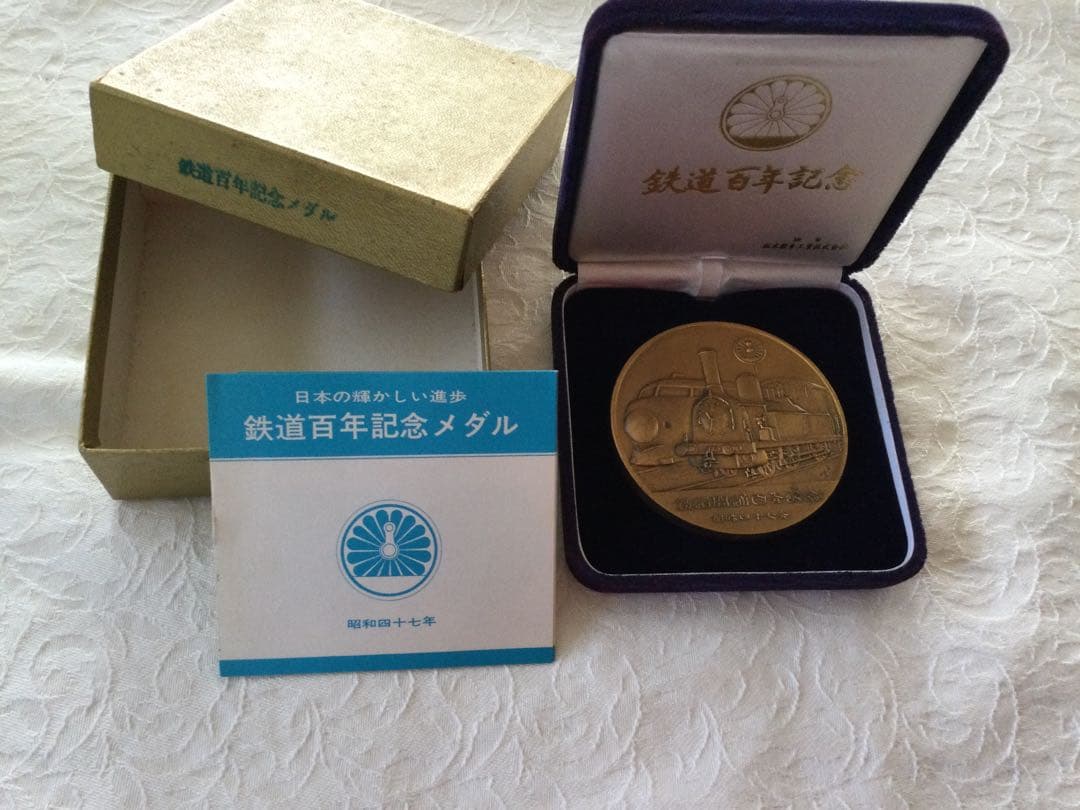 鉄道百年記念メダル
鉄道百年記念
日本の輝かしい進歩
鉄道百年記念メダル
昭和四十七年